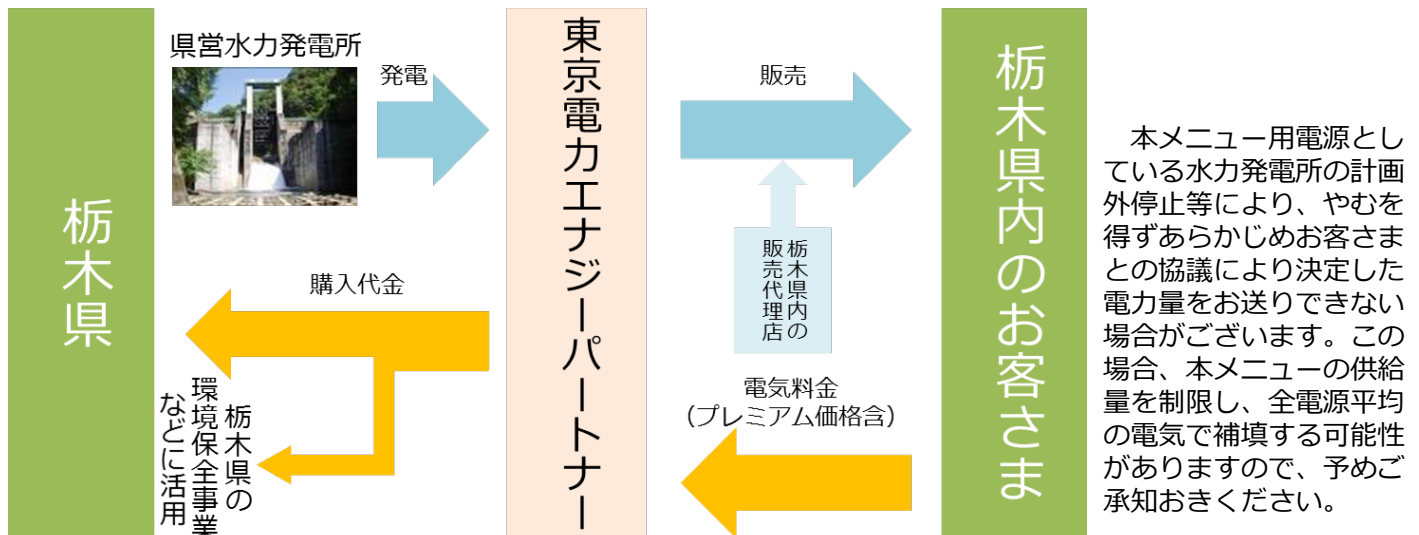 栃木県
県営水力発電所
発電
購入代金
栃木県の
環境保全事業
などに活用
東京電力エナジーパートナー
販売
栃木県内の
販売代理店
電気料金
（プレミアム価格含）
栃木県内のお客さま
本メニュー用電源とし
ている水力発電所の計画
外停止等により、やむを
得ずあらかじめお客さま
との協議により決定した
電力量をお送りできない
場合がございます。この
場合、本メニューの供給
量を制限し、全電源平均
の電気で補填する可能性
がありますので、予めご
承知おきください。